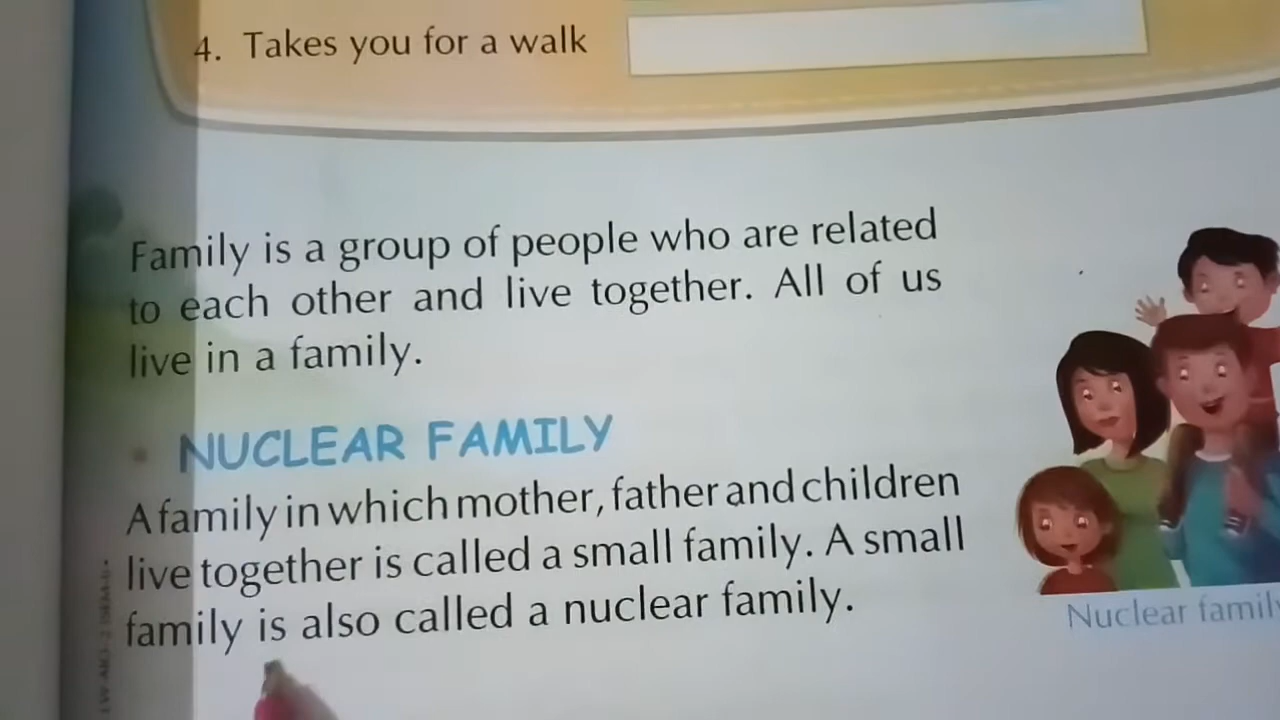 4. Takes you for a walk
Family is a group of people who are related
to each other and live together. All of us
live in a family.
NUCLEAR FAMILY
A family in which mother, father and children
live together is called a small family. A small
family is also called a nuclear family.
Nuclear family